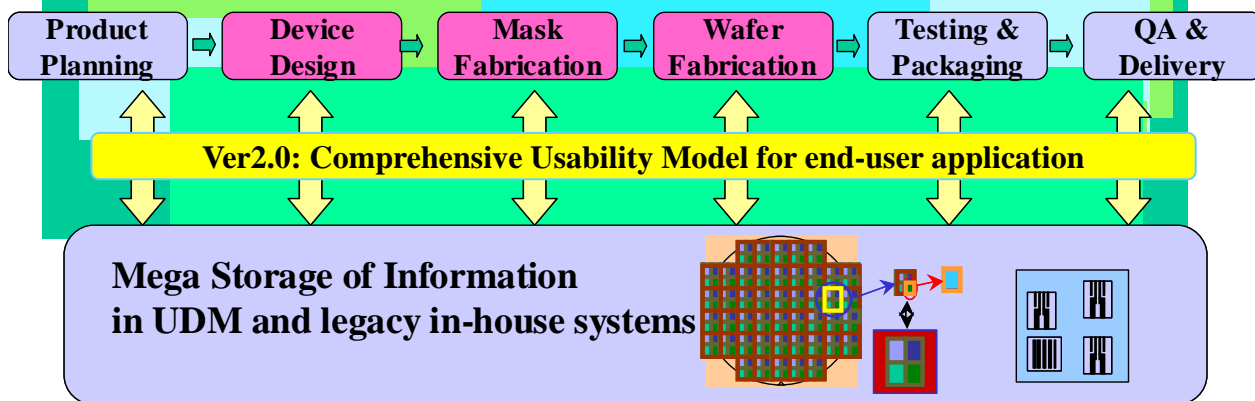 Product
Planning
Device
Design
Mask
Fabrication
Wafer
Fabrication
Testing &
Packaging
QA &
Delivery
Ver2.0: Comprehensive Usability Model for end-user application
Mega Storage of Information
in UDM and legacy in-house systems